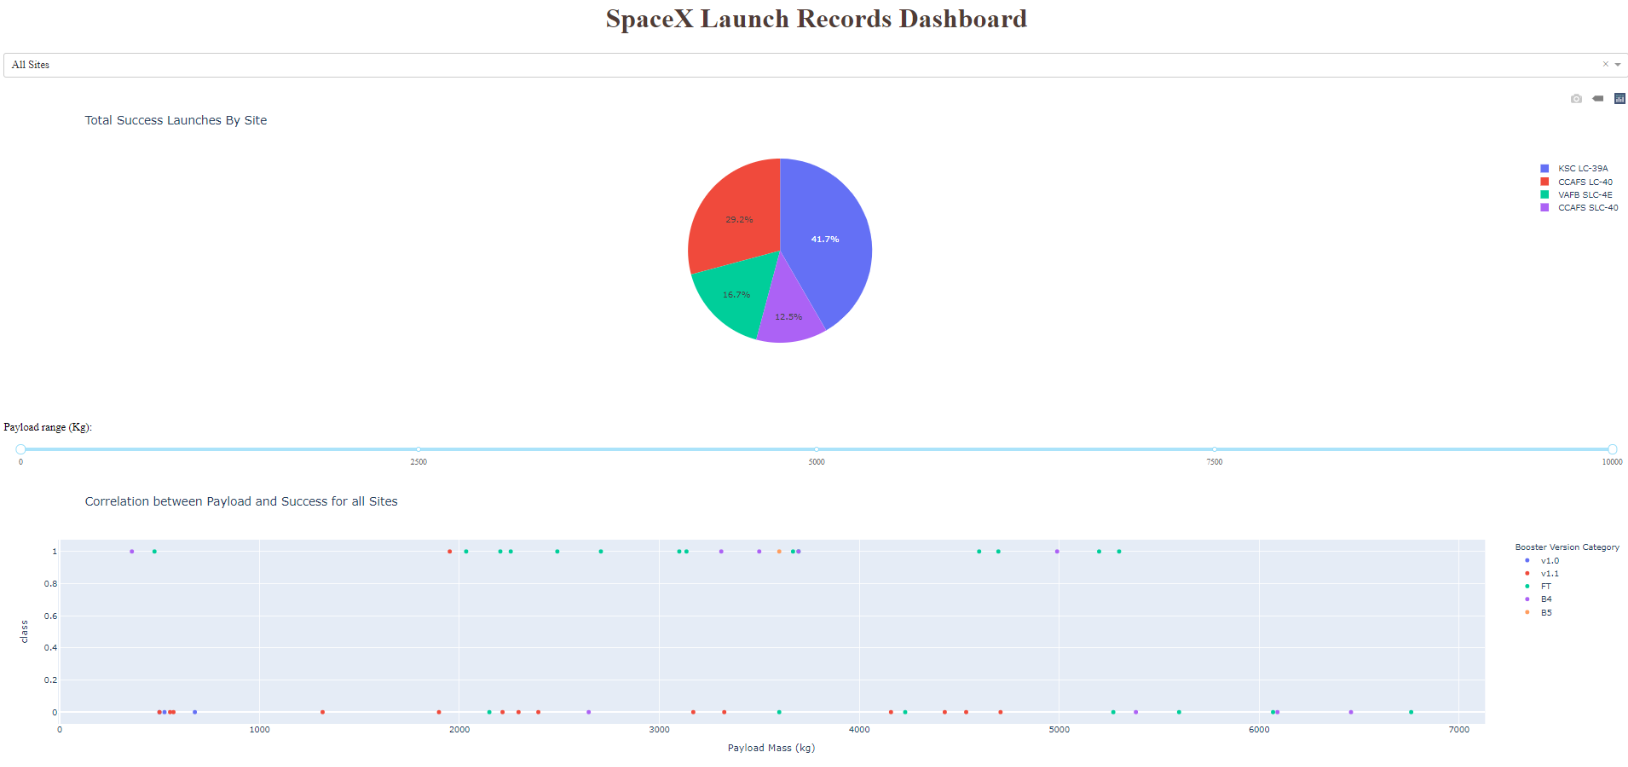 SpaceX Launch Records Dashboard
All Sites
Total Success Launches By Site
KSC LC-39A
CCAFS LC-40
VAFB SLC-4E
CCAFS SLC-40
29.2%
41.7%
16.7%
12.5%
Payload range (Kg):
0 2500 5000 7500 10000
Correlation between Payload and Success for all Sites
Booster Version Category
v1.0
v1.1
FT
B4
B5
1
0.8
0.6
0.4
0.2
0
class
0 1000 2000 3000 4000 5000 6000 7000
Payload Mass (kg)